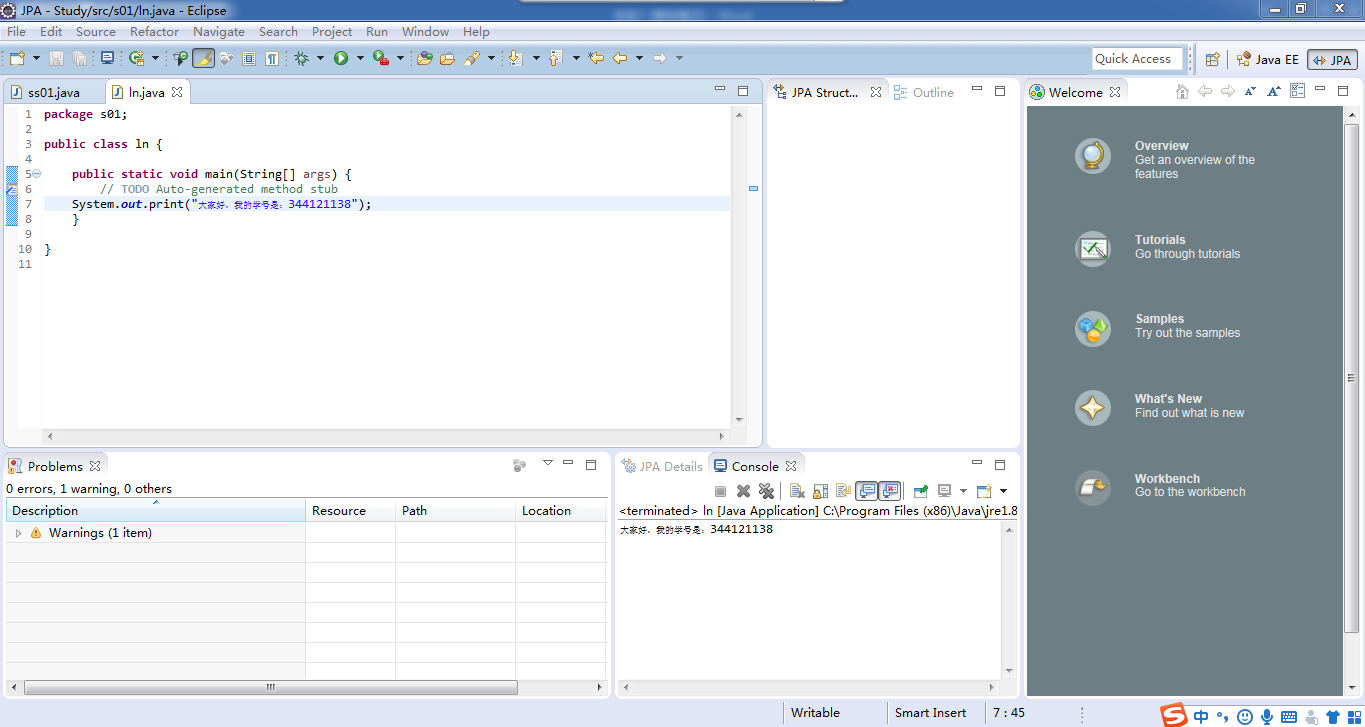 JPA - Study/src/s01/ln.java - Eclipse
File Edit Source Refactor Navigate Search Project Run Window Help
Quick Access
Java EE
JPA
ss01.java
ln.java
1 package s01;
2
3 public class ln {
4
5 public static void main(String[] args) {
6 // TODO Auto-generated method stub
7 System.out.print("大家好，我的学号是：344121138");
8 }
9
10 }
11
JPA Struct...
Outline
Welcome
Overview
Get an overview of the
features
Tutorials
Go through tutorials
Samples
Try out the samples
What's New
Find out what is new
Workbench
Go to the workbench
Problems
0 errors, 1 warning, 0 others
Description Resource Path Location
Warnings (1 item)
JPA Details
Console
<terminated> ln [Java Application] C:\Program Files (x86)\Java\jre1.8
大家好，我的学号是：344121138
Writable
Smart Insert
7 : 45
中